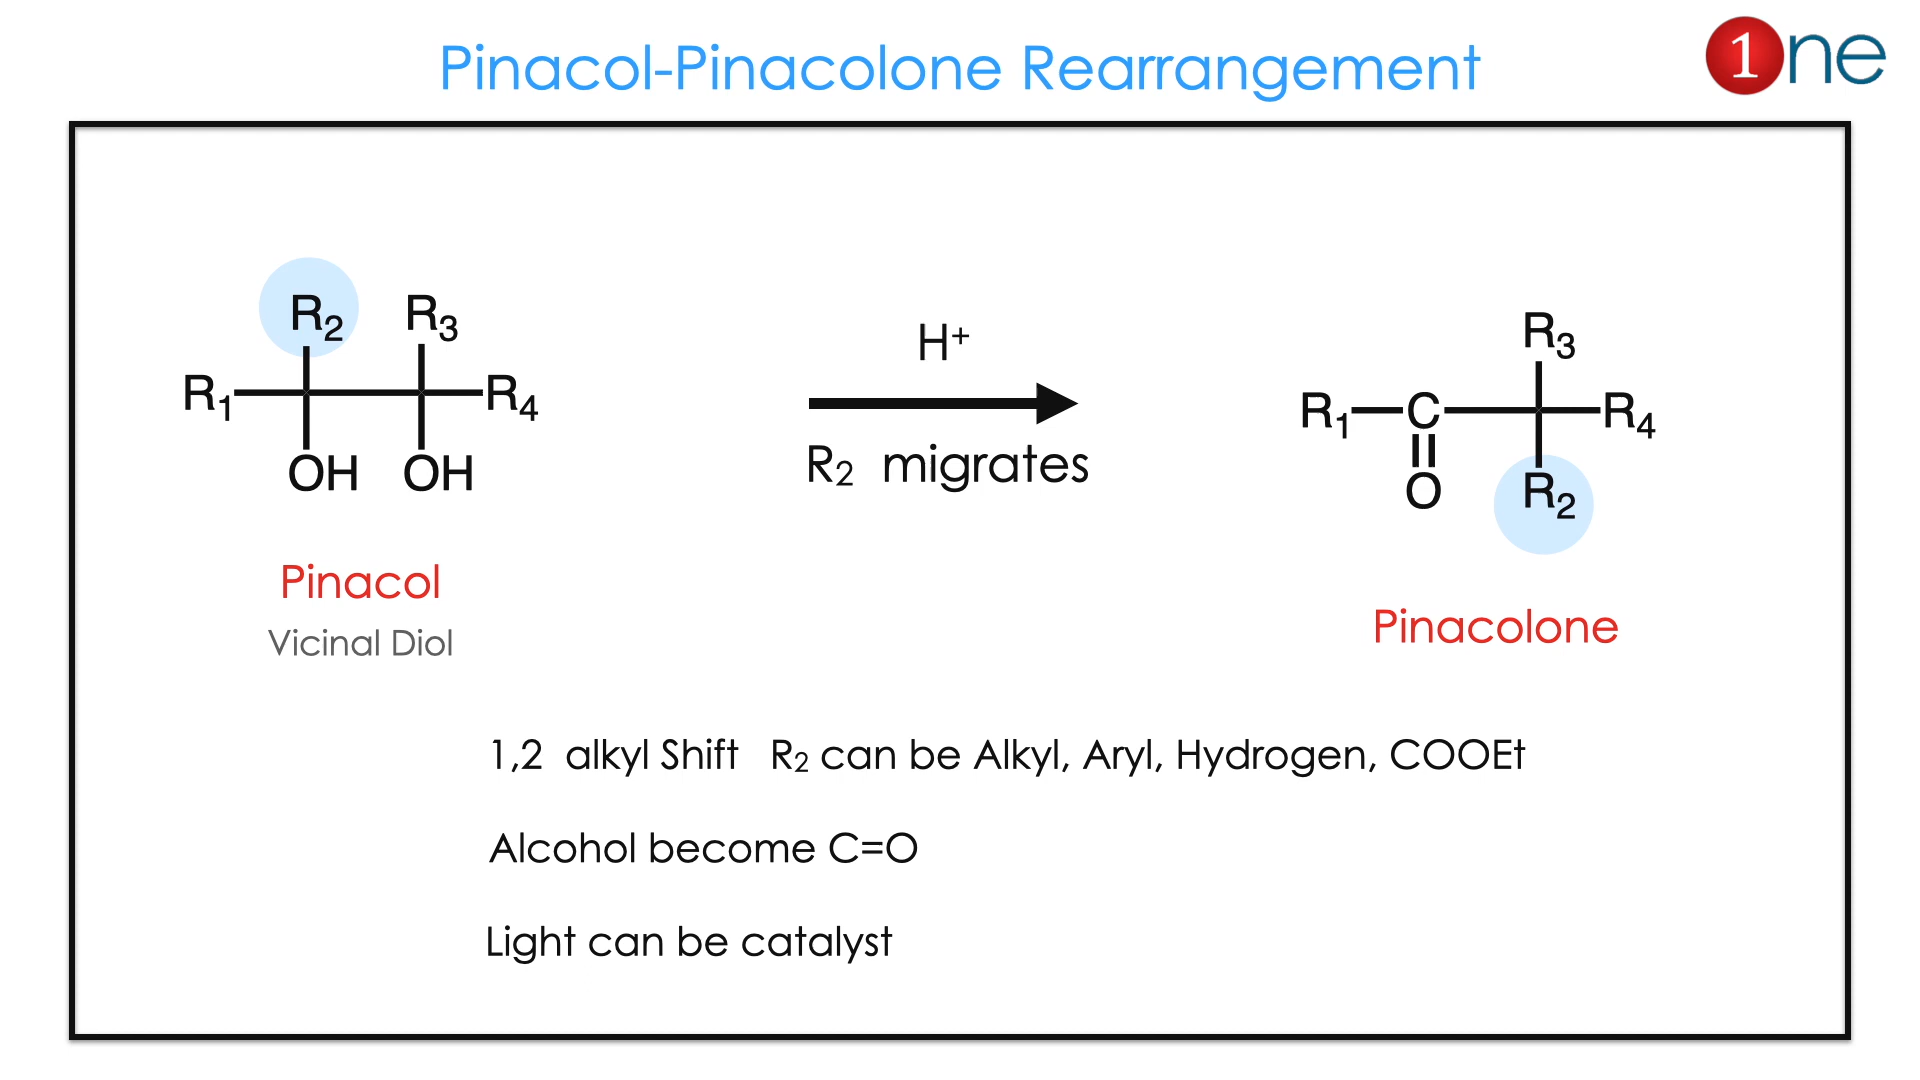 Pinacol-Pinacolone Rearrangement
1ne
R₂ R₃
R₁ R₄
OH OH
H⁺
R₂ migrates
R₃
R₁ C R₄
O R₂
Pinacol
Vicinal Diol
Pinacolone
1,2 alkyl Shift R₂ can be Alkyl, Aryl, Hydrogen, COOEt
Alcohol become C=O
Light can be catalyst